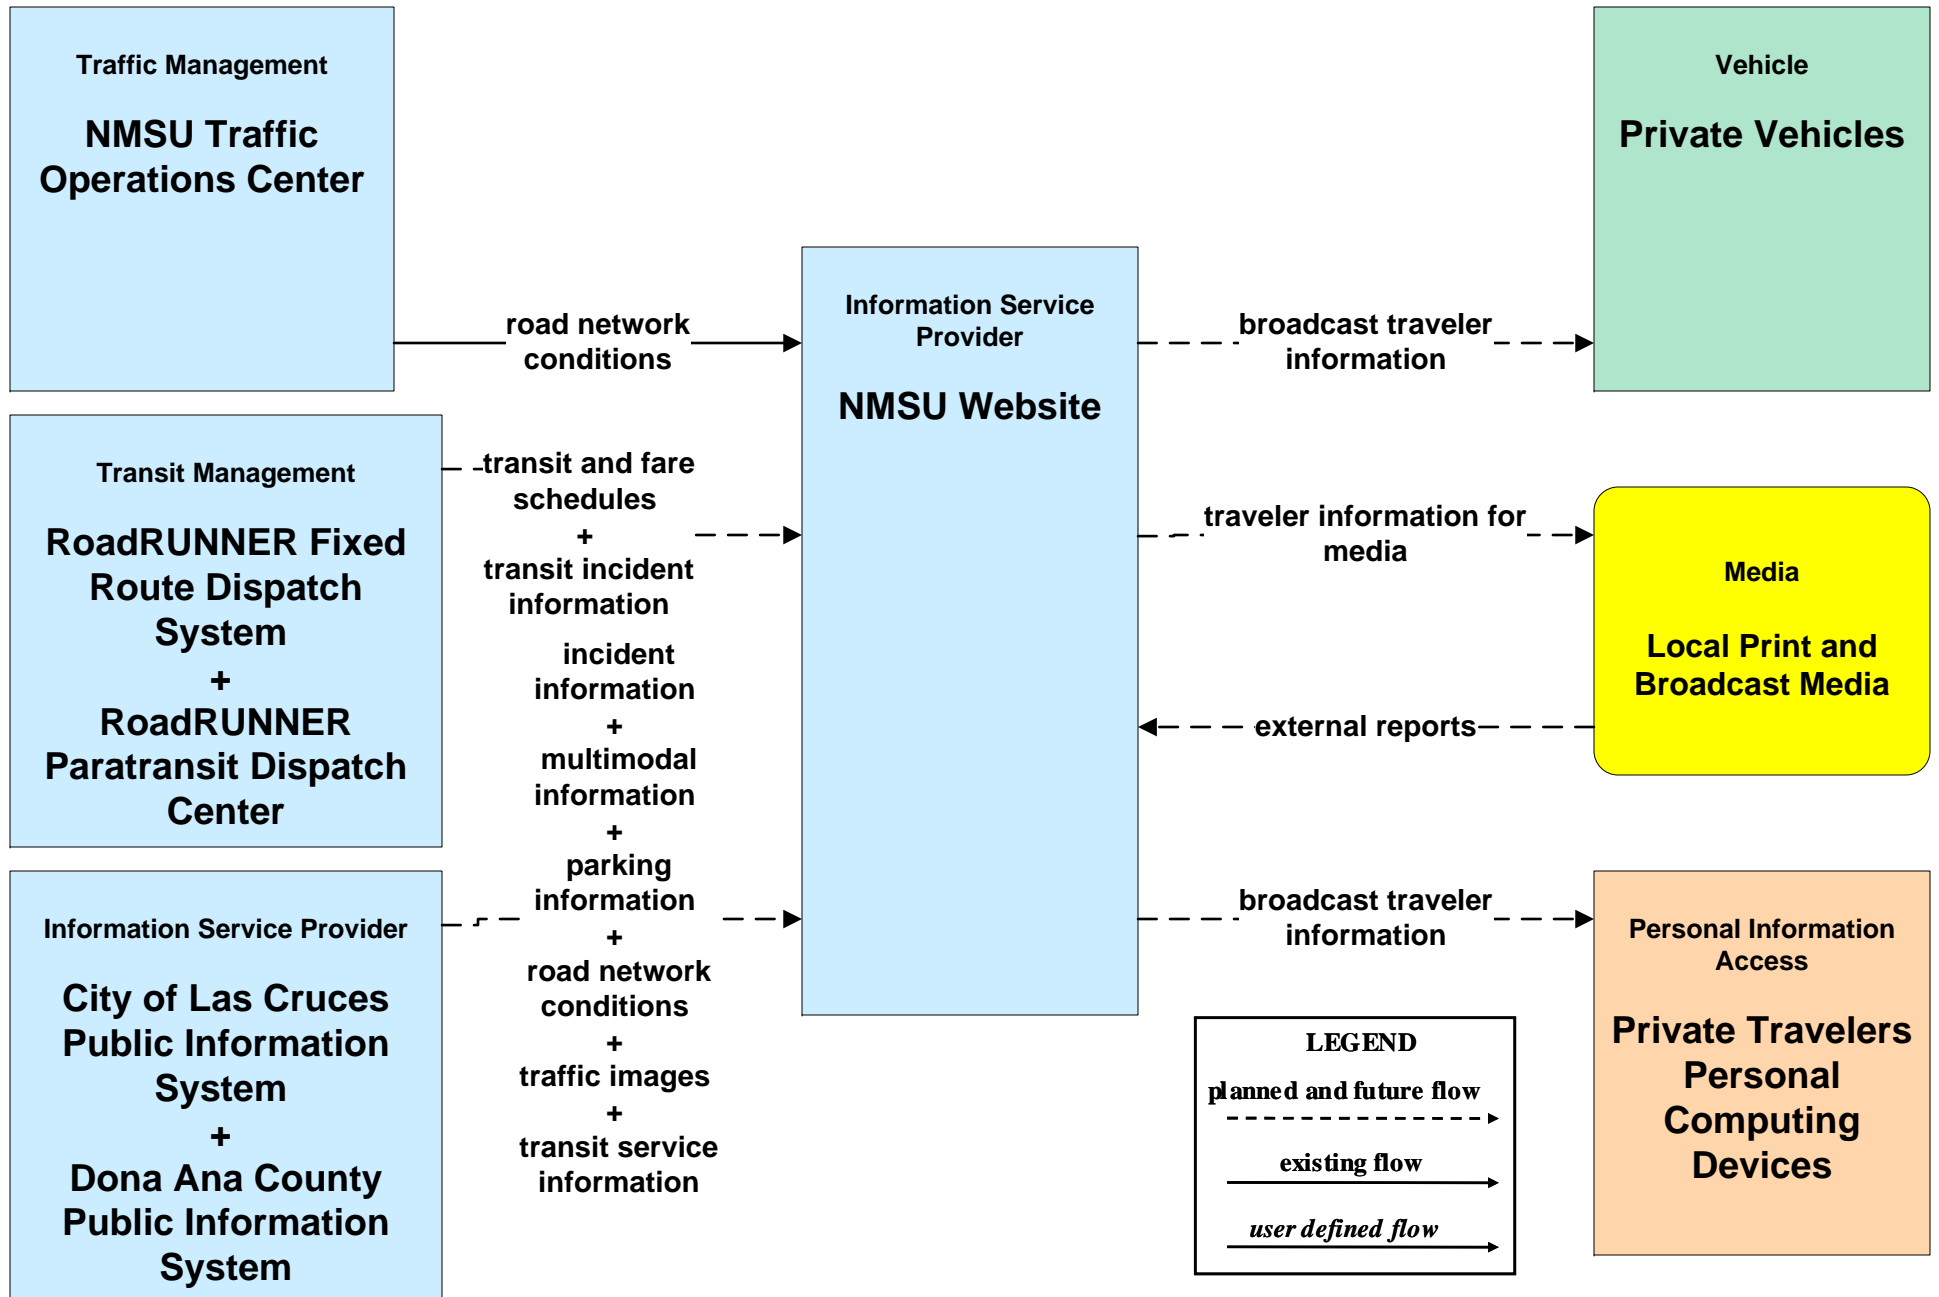 Traffic Management
NMSU Traffic
Operations Center
road network
conditions
Transit Management
RoadRUNNER Fixed
Route Dispatch
System
+
RoadRUNNER
Paratransit Dispatch
Center
transit and fare
schedules
+
transit incident
information
Information Service Provider
City of Las Cruces
Public Information
System
+
Dona Ana County
Public Information
System
incident
information
+
multimodal
information
+
parking
information
+
road network
conditions
+
traffic images
+
transit service
information
Information Service
Provider
NMSU Website
broadcast traveler
information
Vehicle
Private Vehicles
traveler information for
media
external reports
Media
Local Print and
Broadcast Media
broadcast traveler
information
Personal Information
Access
Private Travelers
Personal
Computing
Devices
LEGEND
planned and future flow
existing flow
user defined flow